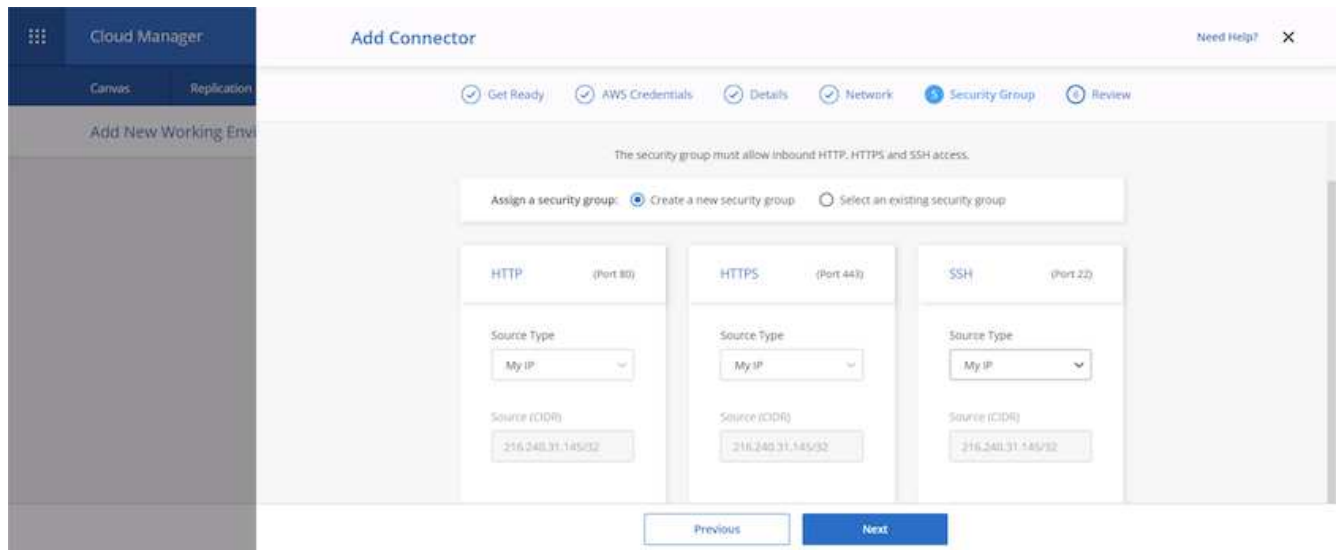 Cloud Manager
Add Connector
Need Help?
Canvas
Replication
Get Ready
AWS Credentials
Details
Network
5 Security Group
6 Review
Add New Working Envi
The security group must allow inbound HTTP, HTTPS and SSH access.
Assign a security group: Create a new security group Select an existing security group
HTTP (Port 80)
HTTPS (Port 443)
SSH (Port 22)
Source Type
Source Type
Source Type
My IP
My IP
My IP
Source (CIDR)
Source (CIDR)
Source (CIDR)
216.240.31.145/32
216.240.31.145/32
216.240.31.145/32
Previous
Next